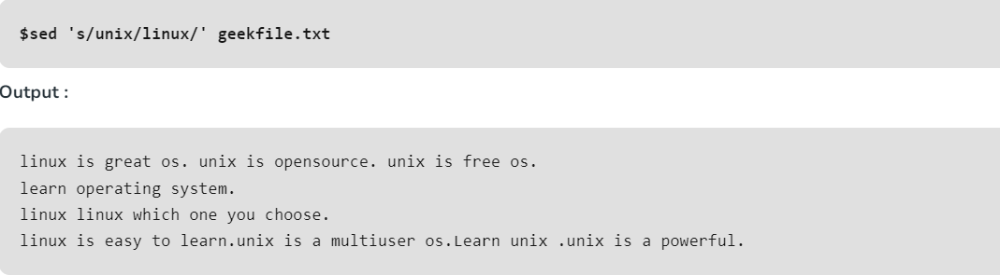 $sed 's/unix/linux/' geekfile.txt
Output :
linux is great os. unix is opensource. unix is free os.
learn operating system.
linux linux which one you choose.
linux is easy to learn.unix is a multiuser os.Learn unix .unix is a powerful.